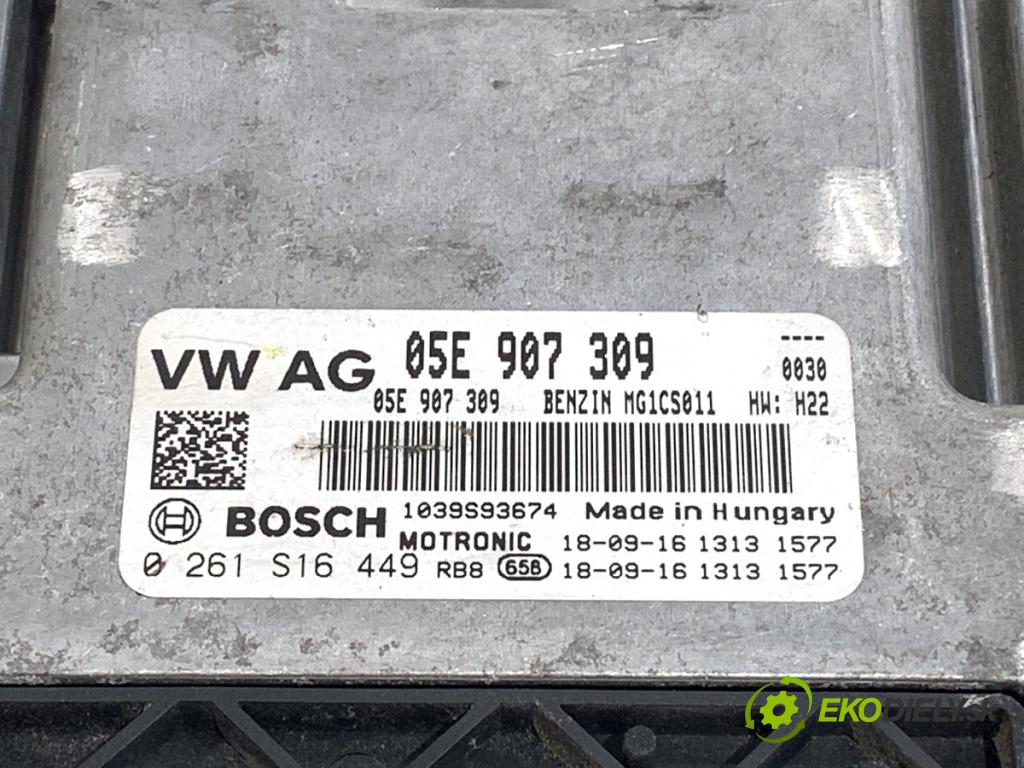 VW AG 05E 907 309 ----
0030
05E 907 309 BENZIN MG1CS011 HW: H22
BOSCH 1039S93674 Made in Hungary
MOTRONIC 18-09-16 1313 1577
0 261 S16 449 RB8 658 18-09-16 1313 1577
EKODIELY.SK